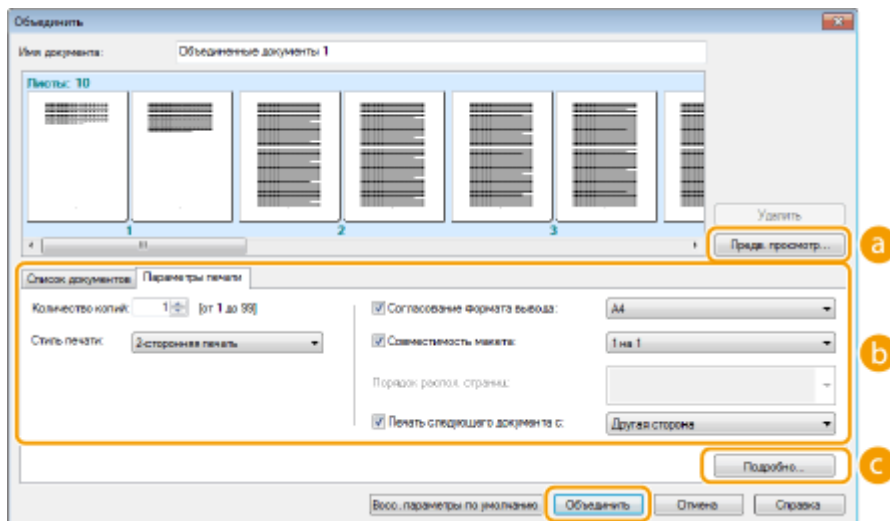 Объединить
Имя документа: Объединенные документы 1
Листы: 10
1 2 3
Удалить
Предв. просмотр... a
Список документов Параметры печати
Количество копий: 1 [от 1 до 99] Согласование формата вывода: A4
Стиль печати: 2-сторонняя печать Совместимость макета: 1 на 1 b
Порядок распол. страниц:
Печать следующего документа с: Другая сторона
Подробно... c
Восс. параметры по умолчанию Объединить Отмена Справка